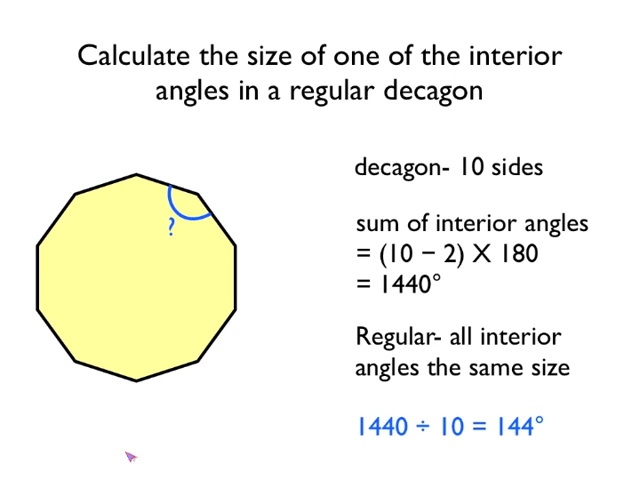 Calculate the size of one of the interior
angles in a regular decagon
decagon- 10 sides
sum of interior angles
= (10 − 2) X 180
= 1440°
?
Regular- all interior
angles the same size
1440 ÷ 10 = 144°